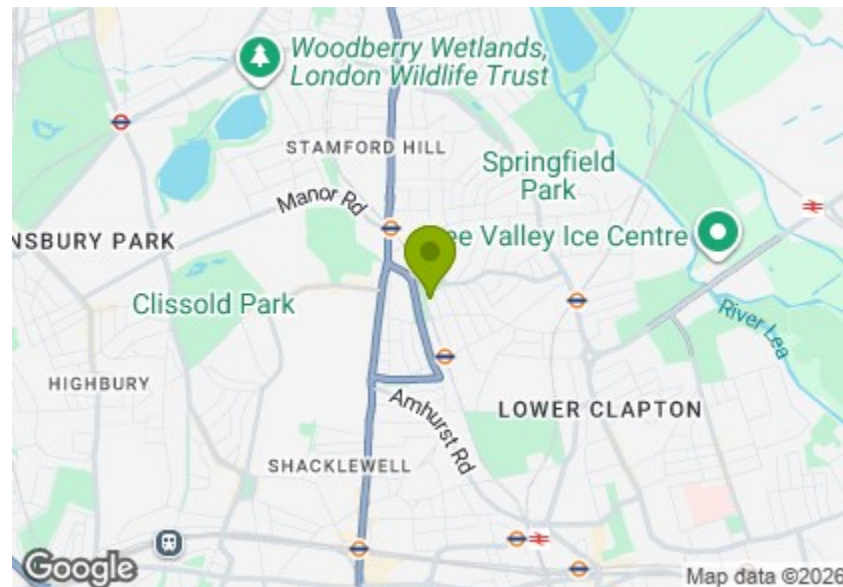 Woodberry Wetlands,
London Wildlife Trust
STAMFORD HILL
Springfield
Park
Manor Rd
NSBURY PARK
ee Valley Ice Centre
Clissold Park
River Lea
HIGHBURY
LOWER CLAPTON
Amhurst Rd
SHACKLEWELL
Google
Map data ©2026